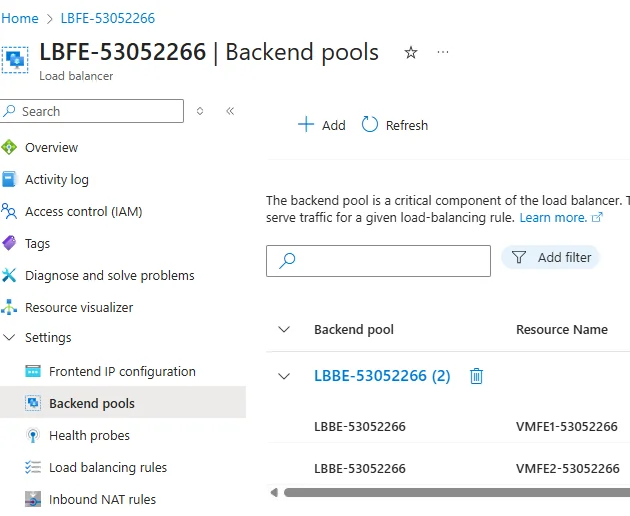 Home > LBFE-53052266
LBFE-53052266 | Backend pools ☆ ...
Load balancer
Search
Overview
Activity log
Access control (IAM)
Tags
Diagnose and solve problems
Resource visualizer
Settings
Frontend IP configuration
Backend pools
Health probes
Load balancing rules
Inbound NAT rules
+ Add Refresh
The backend pool is a critical component of the load balancer. T
serve traffic for a given load-balancing rule. Learn more.
Add filter
Backend pool Resource Name
LBBE-53052266 (2)
LBBE-53052266 VMFE1-53052266
LBBE-53052266 VMFE2-53052266